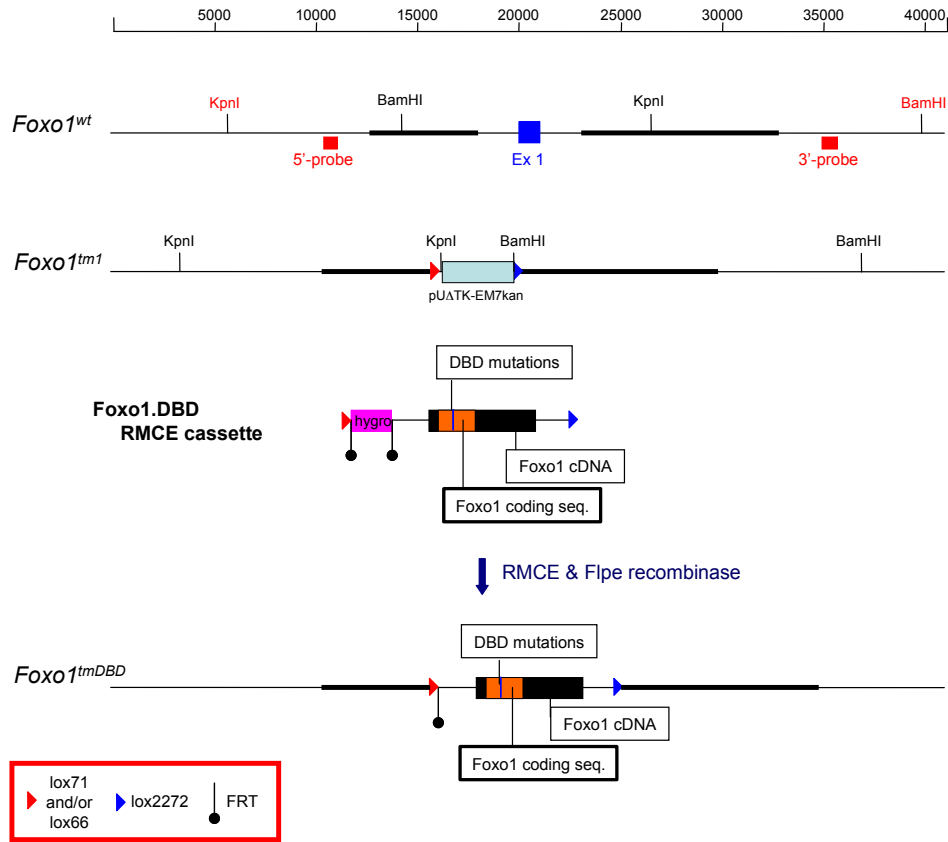 5000 10000 15000 20000 25000 30000 35000 40000
KpnI BamHI KpnI BamHI
Foxo1wt
5'-probe Ex 1 3'-probe
KpnI KpnI BamHI BamHI
Foxo1tm1
pUΔTK-EM7kan
DBD mutations
Foxo1.DBD
RMCE cassette
hygro
Foxo1 cDNA
Foxo1 coding seq.
RMCE & Flpe recombinase
DBD mutations
Foxo1tmDBD
Foxo1 cDNA
Foxo1 coding seq.
lox71
and/or
lox66
lox2272
FRT